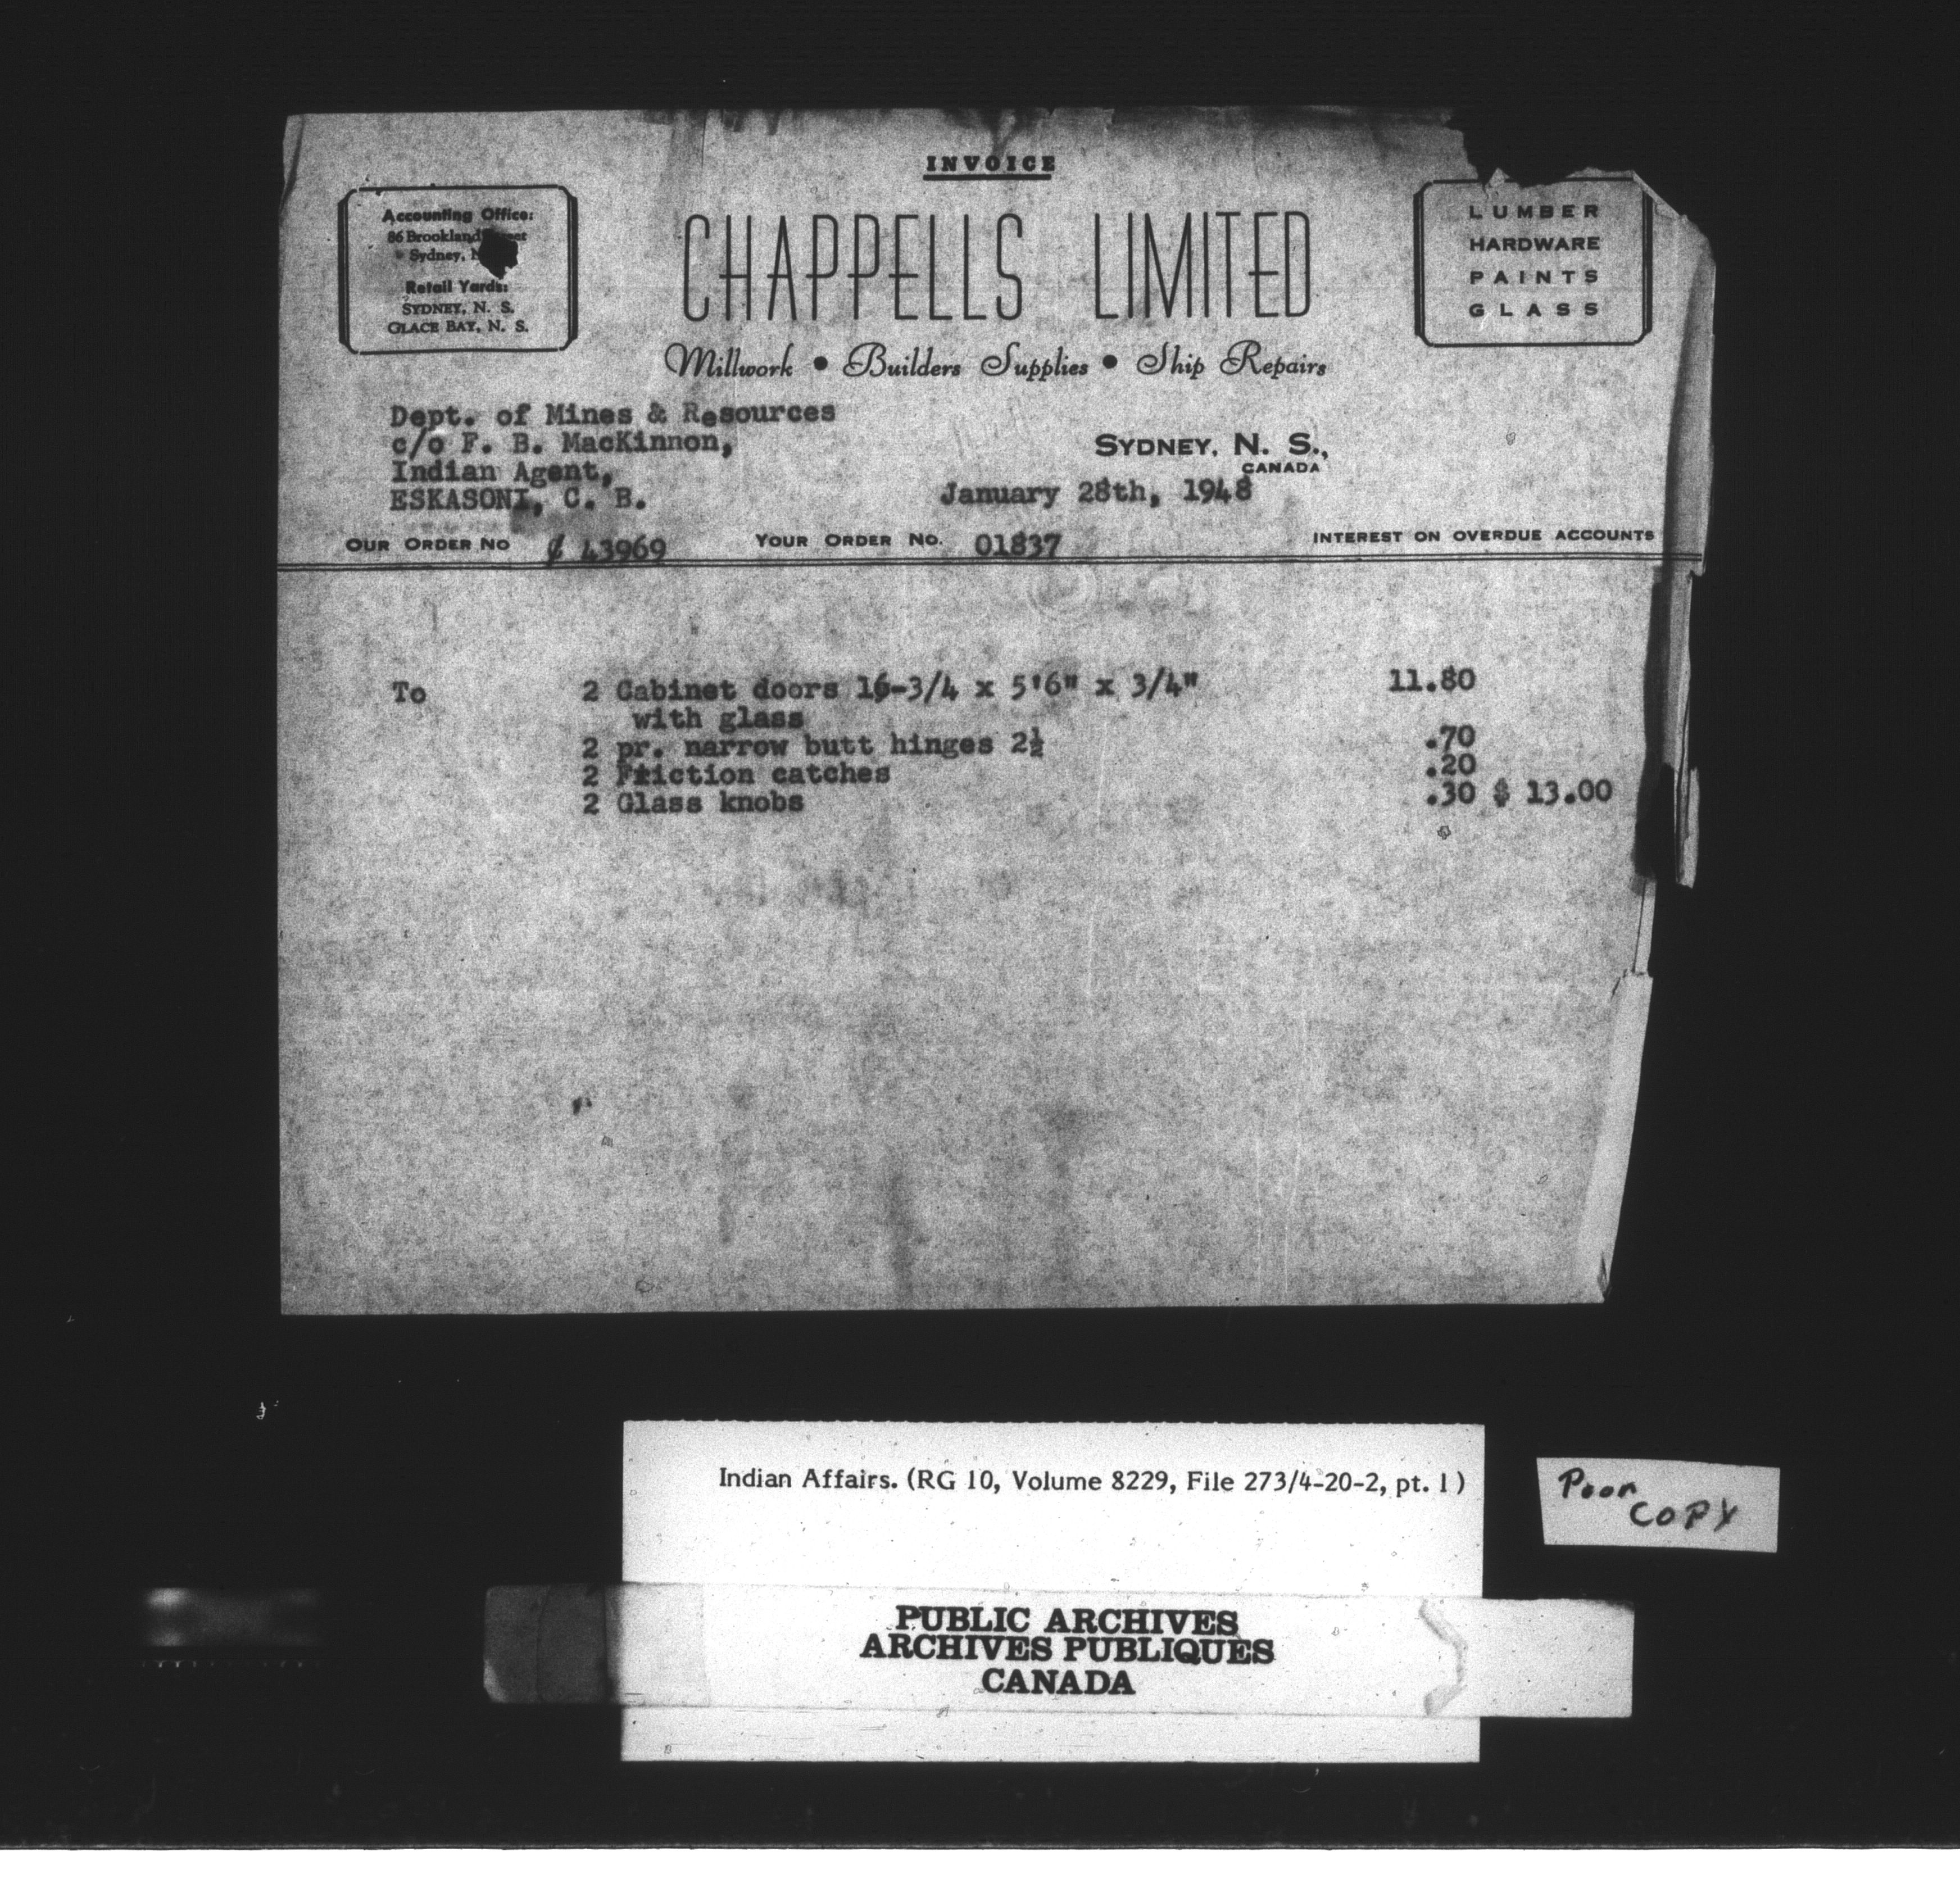 INVOICE
Accounting Office:
86 Brookland
Sydney,
Retail Yards:
SYDNEY, N. S.
GLACE BAY, N. S.
CHAPPELLS LIMITED
Millwork • Builders Supplies • Ship Repairs
LUMBER
HARDWARE
PAINTS
GLASS
Dept. of Mines & Resources
c/o F. B. MacKinnon,
Indian Agent,
ESKASONI, C. B.
SYDNEY, N. S.,
CANADA
January 28th, 1948
OUR ORDER NO ₡ 43969 YOUR ORDER NO. 01837 INTEREST ON OVERDUE ACCOUNTS
To 2 Cabinet doors 16-3/4 x 5'6" x 3/4" 11.80
with glass
2 pr. narrow butt hinges 2½ .70
2 Friction catches .20
2 Glass knobs .30 $ 13.00
Indian Affairs. (RG 10, Volume 8229, File 273/4-20-2, pt. 1)
Poor
COPY
PUBLIC ARCHIVES
ARCHIVES PUBLIQUES
CANADA